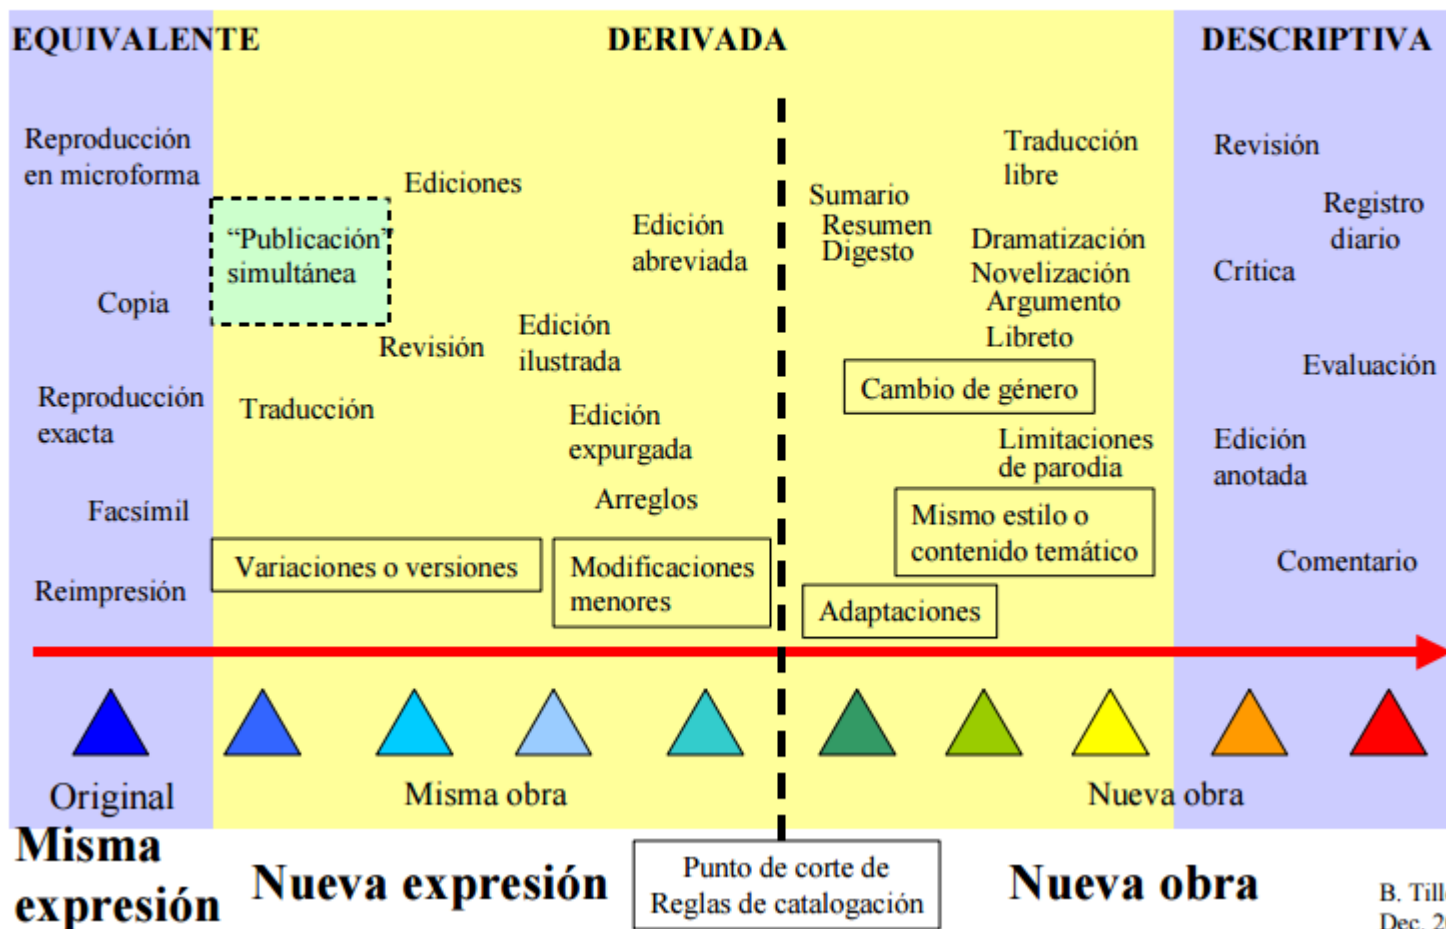 EQUIVALENTE
DERIVADA
DESCRIPTIVA
Reproducción
en microforma
Copia
Reproducción
exacta
Facsímil
Reimpresión
Ediciones
“Publicación”
simultánea
Edición
abreviada
Revisión
Edición
ilustrada
Traducción
Edición
expurgada
Arreglos
Variaciones o versiones
Modificaciones
menores
Traducción
libre
Sumario
Resumen
Digesto
Dramatización
Novelización
Argumento
Libreto
Cambio de género
Limitaciones
de parodia
Mismo estilo o
contenido temático
Adaptaciones
Revisión
Registro
diario
Crítica
Evaluación
Edición
anotada
Comentario
Original
Misma obra
Nueva obra
Misma
expresión
Nueva expresión
Punto de corte de
Reglas de catalogación
Nueva obra
B.
Dec.